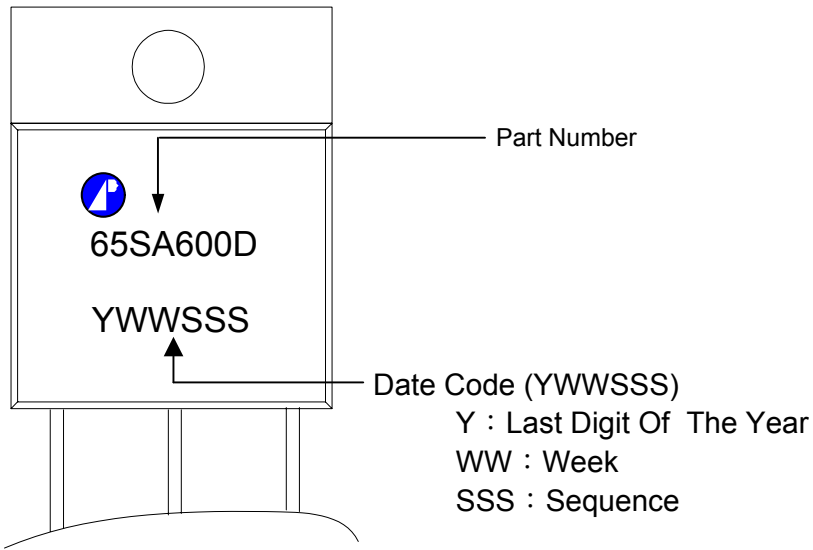 Part Number
65SA600D
YWWSSS
Date Code (YWWSSS)
Y：Last Digit Of The Year
WW：Week
SSS：Sequence